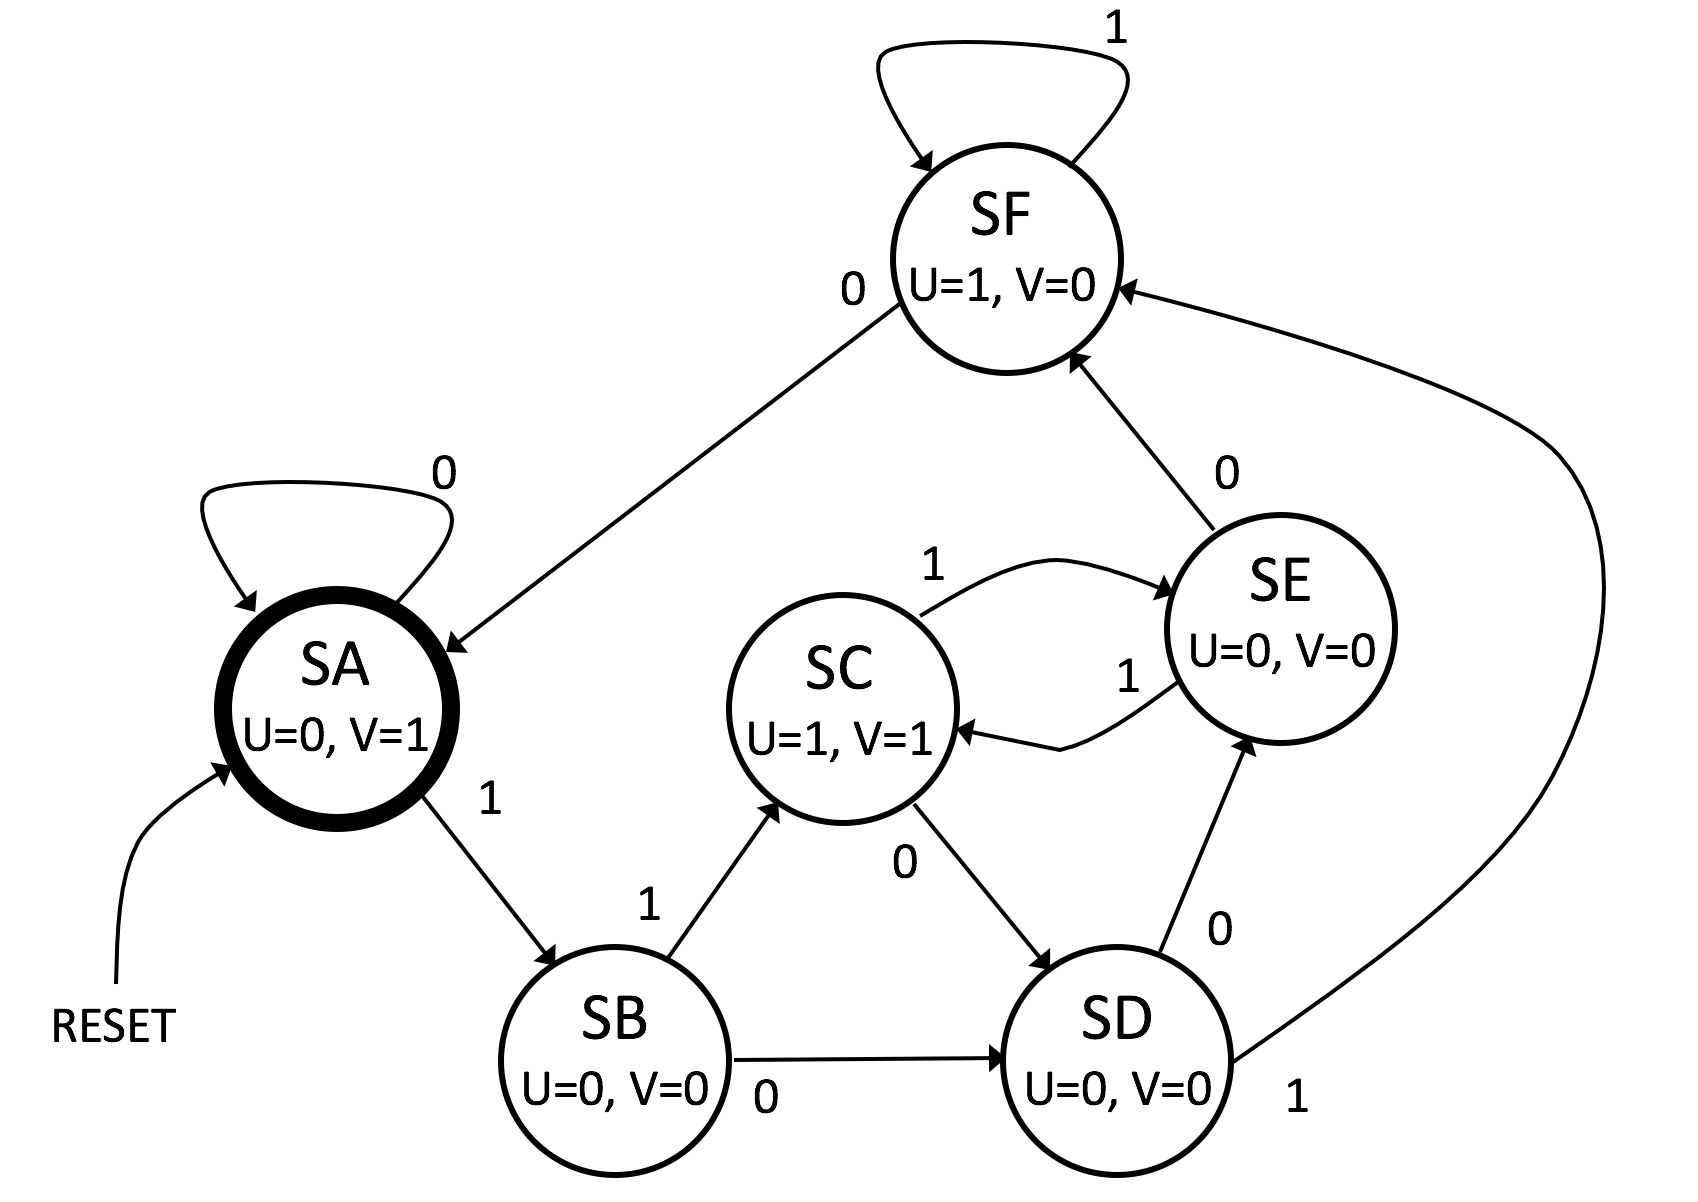 1
SF
U=1, V=0
0
0
0
SE
U=0, V=0
1
SC
U=1, V=1
1
SA
U=0, V=1
1
0
1
0
SB
U=0, V=0
SD
U=0, V=0
0
1
RESET